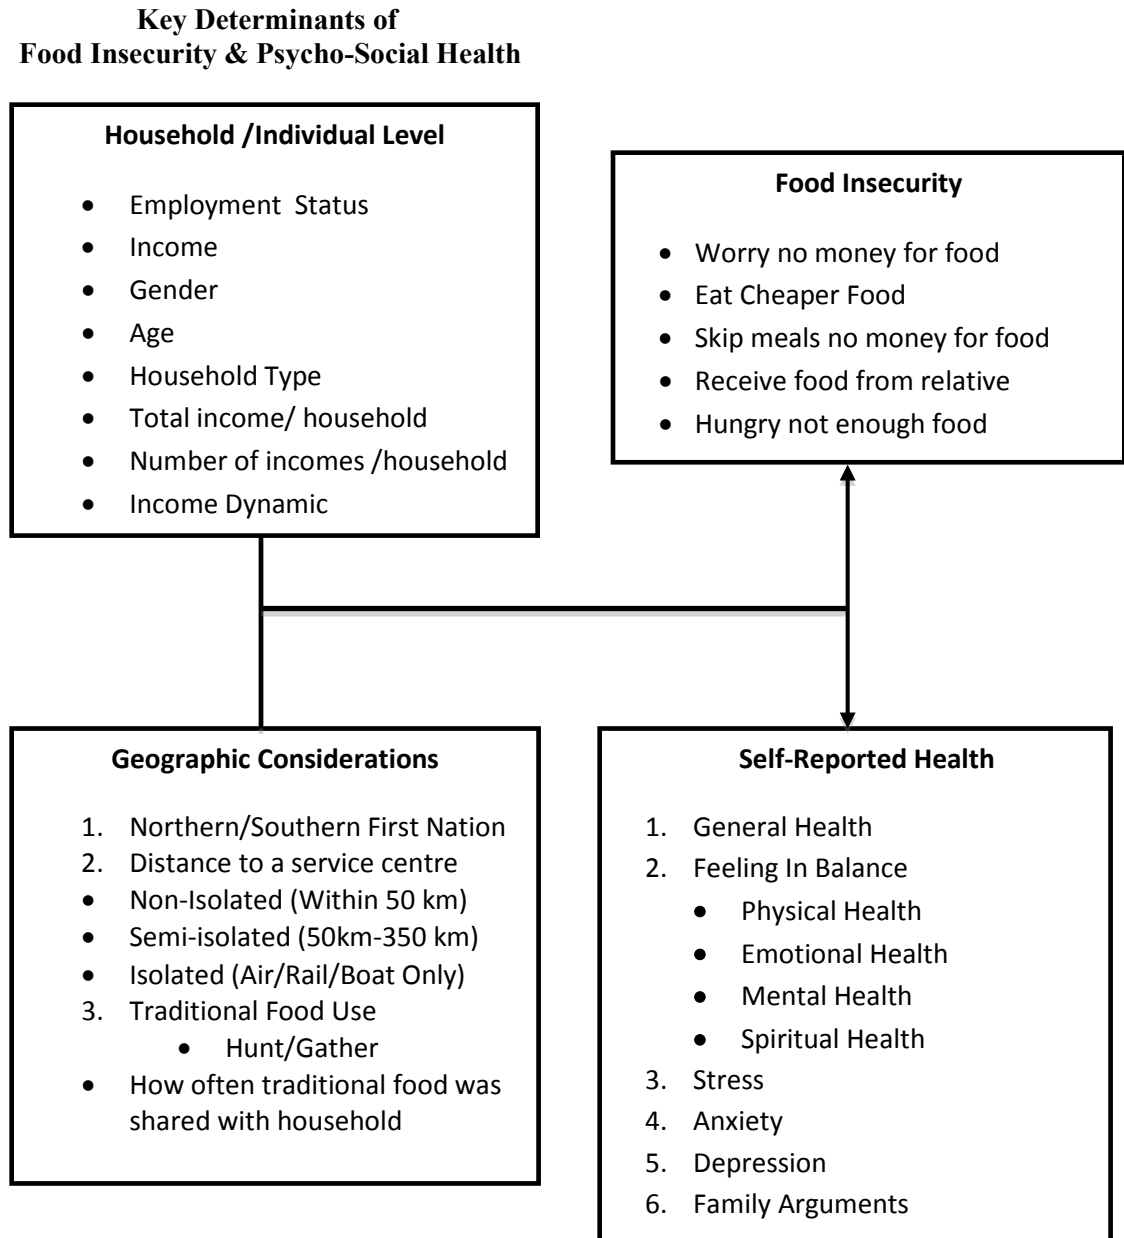 Key Determinants of
Food Insecurity & Psycho-Social Health
Household /Individual Level
• Employment  Status
• Income
• Gender
• Age
• Household Type
• Total income/ household
• Number of incomes /household
• Income Dynamic
Food Insecurity
• Worry no money for food
• Eat Cheaper Food
• Skip meals no money for food
• Receive food from relative
• Hungry not enough food
Geographic Considerations
1. Northern/Southern First Nation
2. Distance to a service centre
• Non-Isolated (Within 50 km)
• Semi-isolated (50km-350 km)
• Isolated (Air/Rail/Boat Only)
3. Traditional Food Use
• Hunt/Gather
• How often traditional food was
shared with household
Self-Reported Health
1. General Health
2. Feeling In Balance
• Physical Health
• Emotional Health
• Mental Health
• Spiritual Health
3. Stress
4. Anxiety
5. Depression
6. Family Arguments